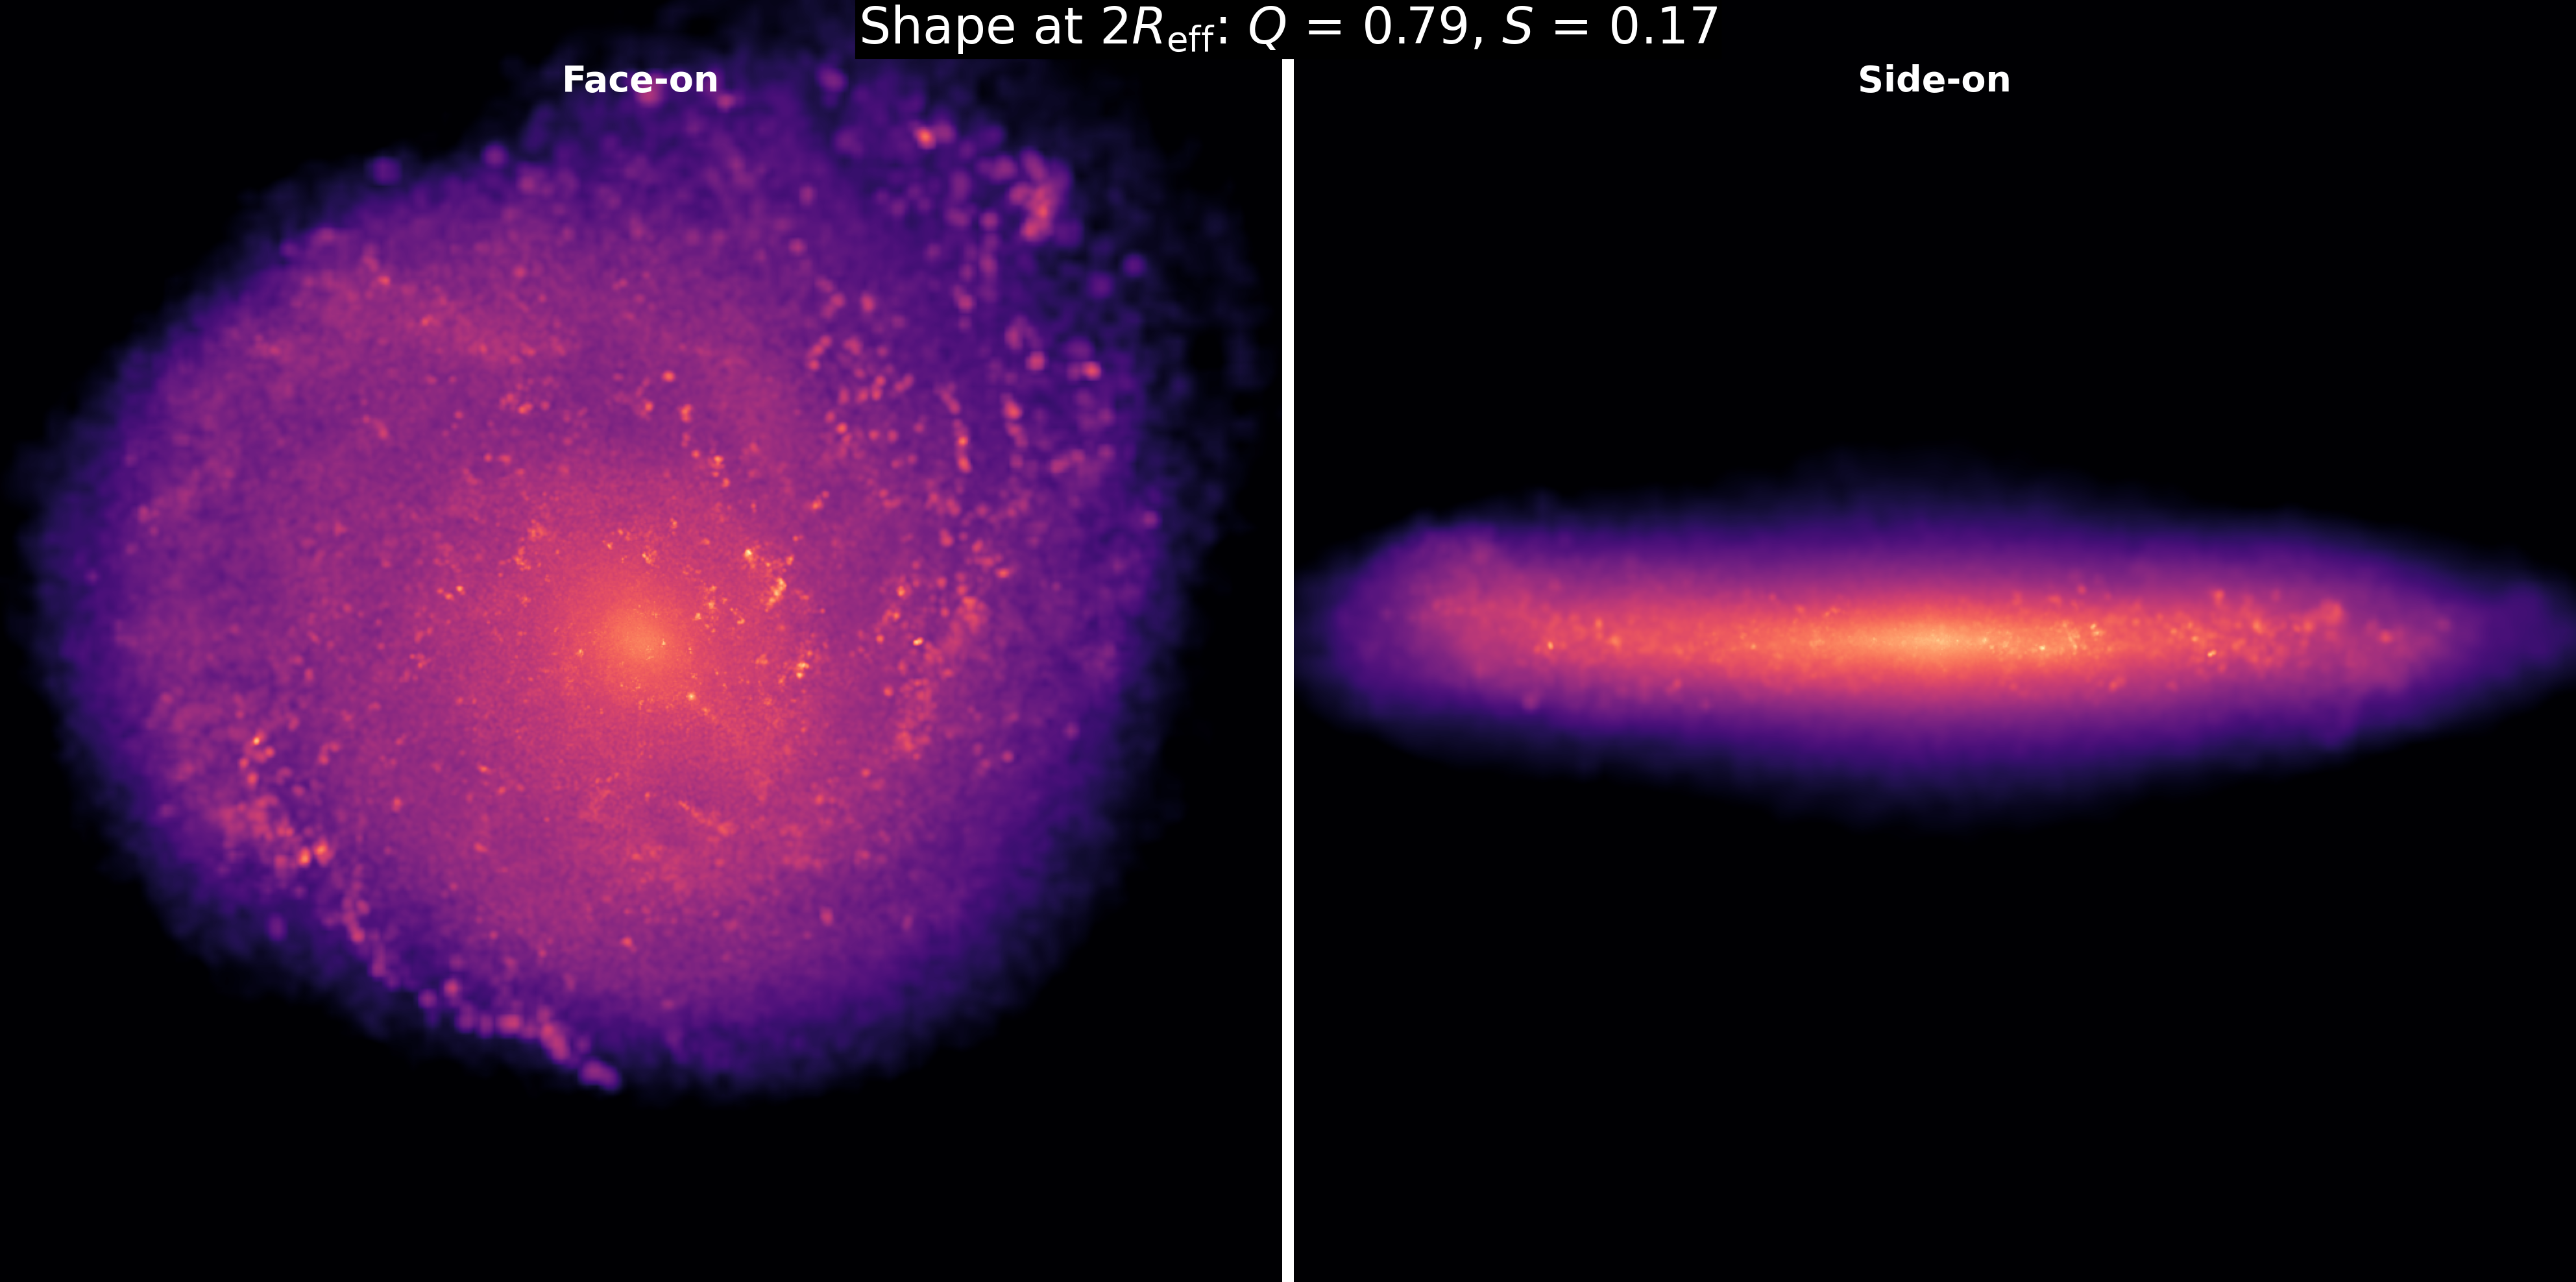 Shape at 2R_eff: Q = 0.79, S = 0.17
Face-on
Side-on